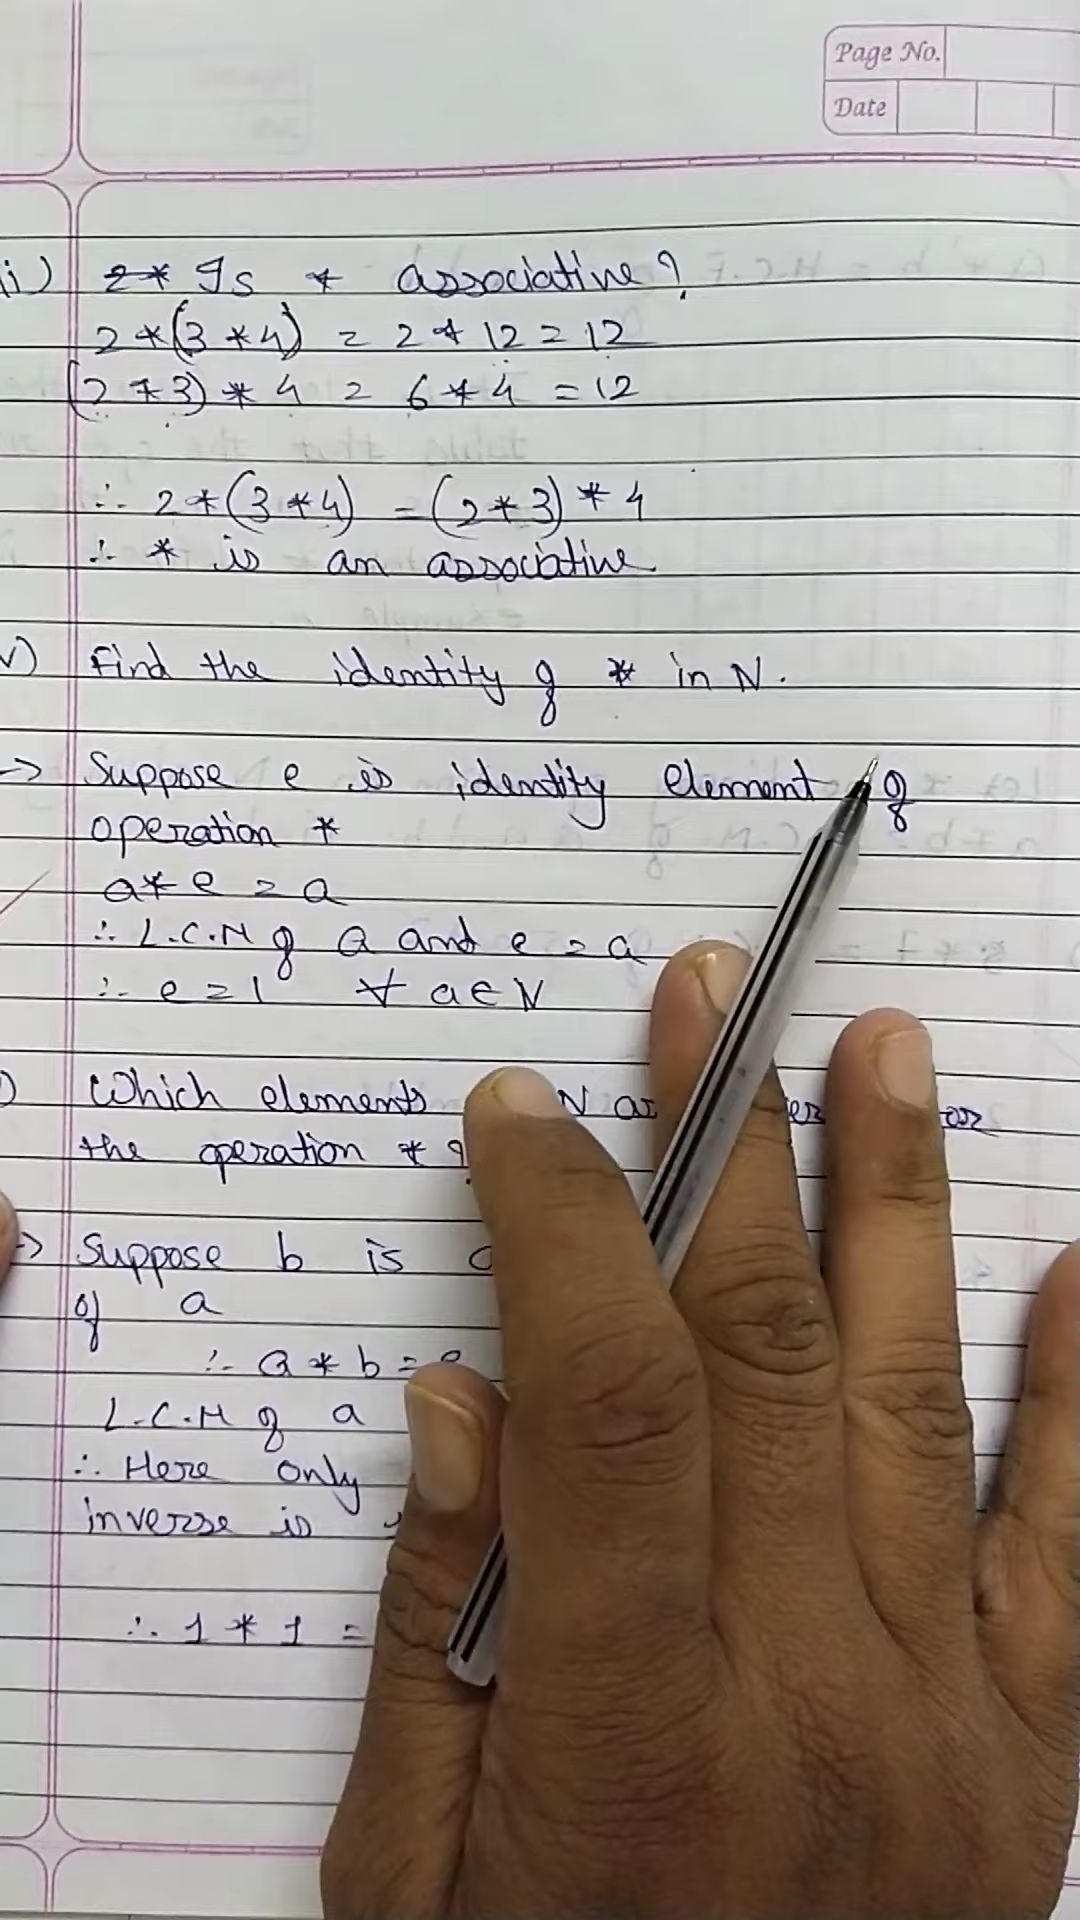 Page No.
Date
i) 2* Is * associative?
2*(3*4) = 2*12=12
(2*3)*4 = 6*4 =12
∴ 2*(3*4) = (2*3)*4
∴ * is an associative
v) Find the identity of * in N.
→ Suppose e is identity element of
operation *
a*e = a
∴ L.C.M of a and e = a
∴ e=1 ∀ a∈N
) Which elements N
the operation * ?
→ Suppose b is
of a
∴ a * b =
L.C.M of a
∴ Here only
inverse is
∴ 1 * 1 =